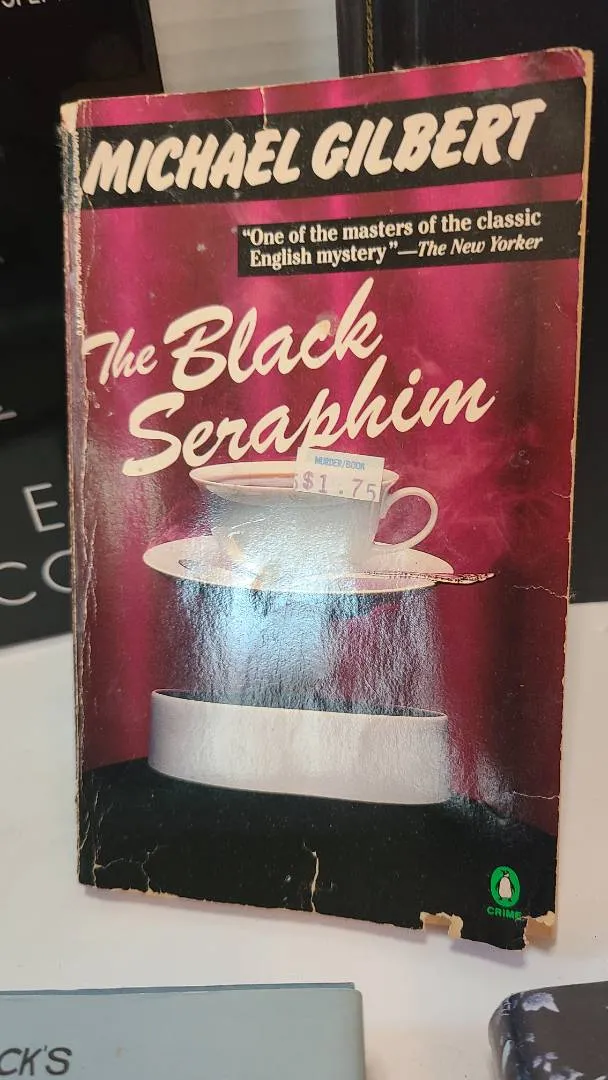 MICHAEL GILBERT
“One of the masters of the classic
English mystery”—The New Yorker
The Black
Seraphim
MURDER/BOOK
$1.75
CRIME
E
CO
CK'S